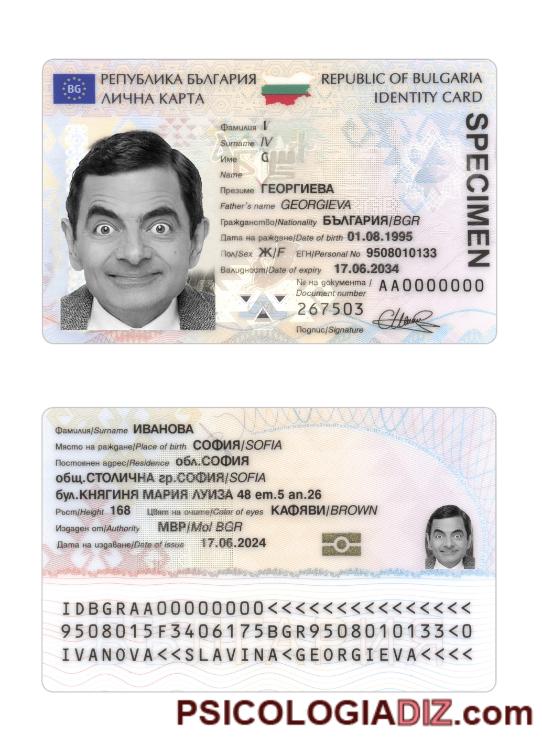 BG РЕПУБЛИКА БЪЛГАРИЯ REPUBLIC OF BULGARIA
ЛИЧНА КАРТА IDENTITY CARD
Фамилия I
Surname IV
Име G
Name
Презиме ГЕОРГИЕВА
Father's name GEORGIEVA
Гражданство/Nationality БЪЛГАРИЯ/BGR
Дата на раждане/Date of birth 01.08.1995
Пол/Sex Ж/F ЕГН/Personal No 9508010133
Валидност/Date of expiry 17.06.2034
№ на документа /
Document number AA0000000
267503
Подпис/Signature
SPECIMEN
Фамилия/Surname ИВАНОВА
Място на раждане/Place of birth СОФИЯ/SOFIA
Постоянен адрес/Residence обл.СОФИЯ
общ.СТОЛИЧНА гр.СОФИЯ/SOFIA
бул.КНЯГИНЯ МАРИЯ ЛУИЗА 48 ет.5 ап.26
Ръст/Height 168 Цвят на очите/Color of eyes КАФЯВИ/BROWN
Издаден от/Authority МВР/MoI BGR
Дата на издаване/Date of issue 17.06.2024
IDBGRAA00000000<<<<<<<<<<<<<<<
9508015F3406175BGR9508010133<0
IVANOVA<<SLAVINA<GEORGIEVA<<<<
PSICOLOGIADIZ.com